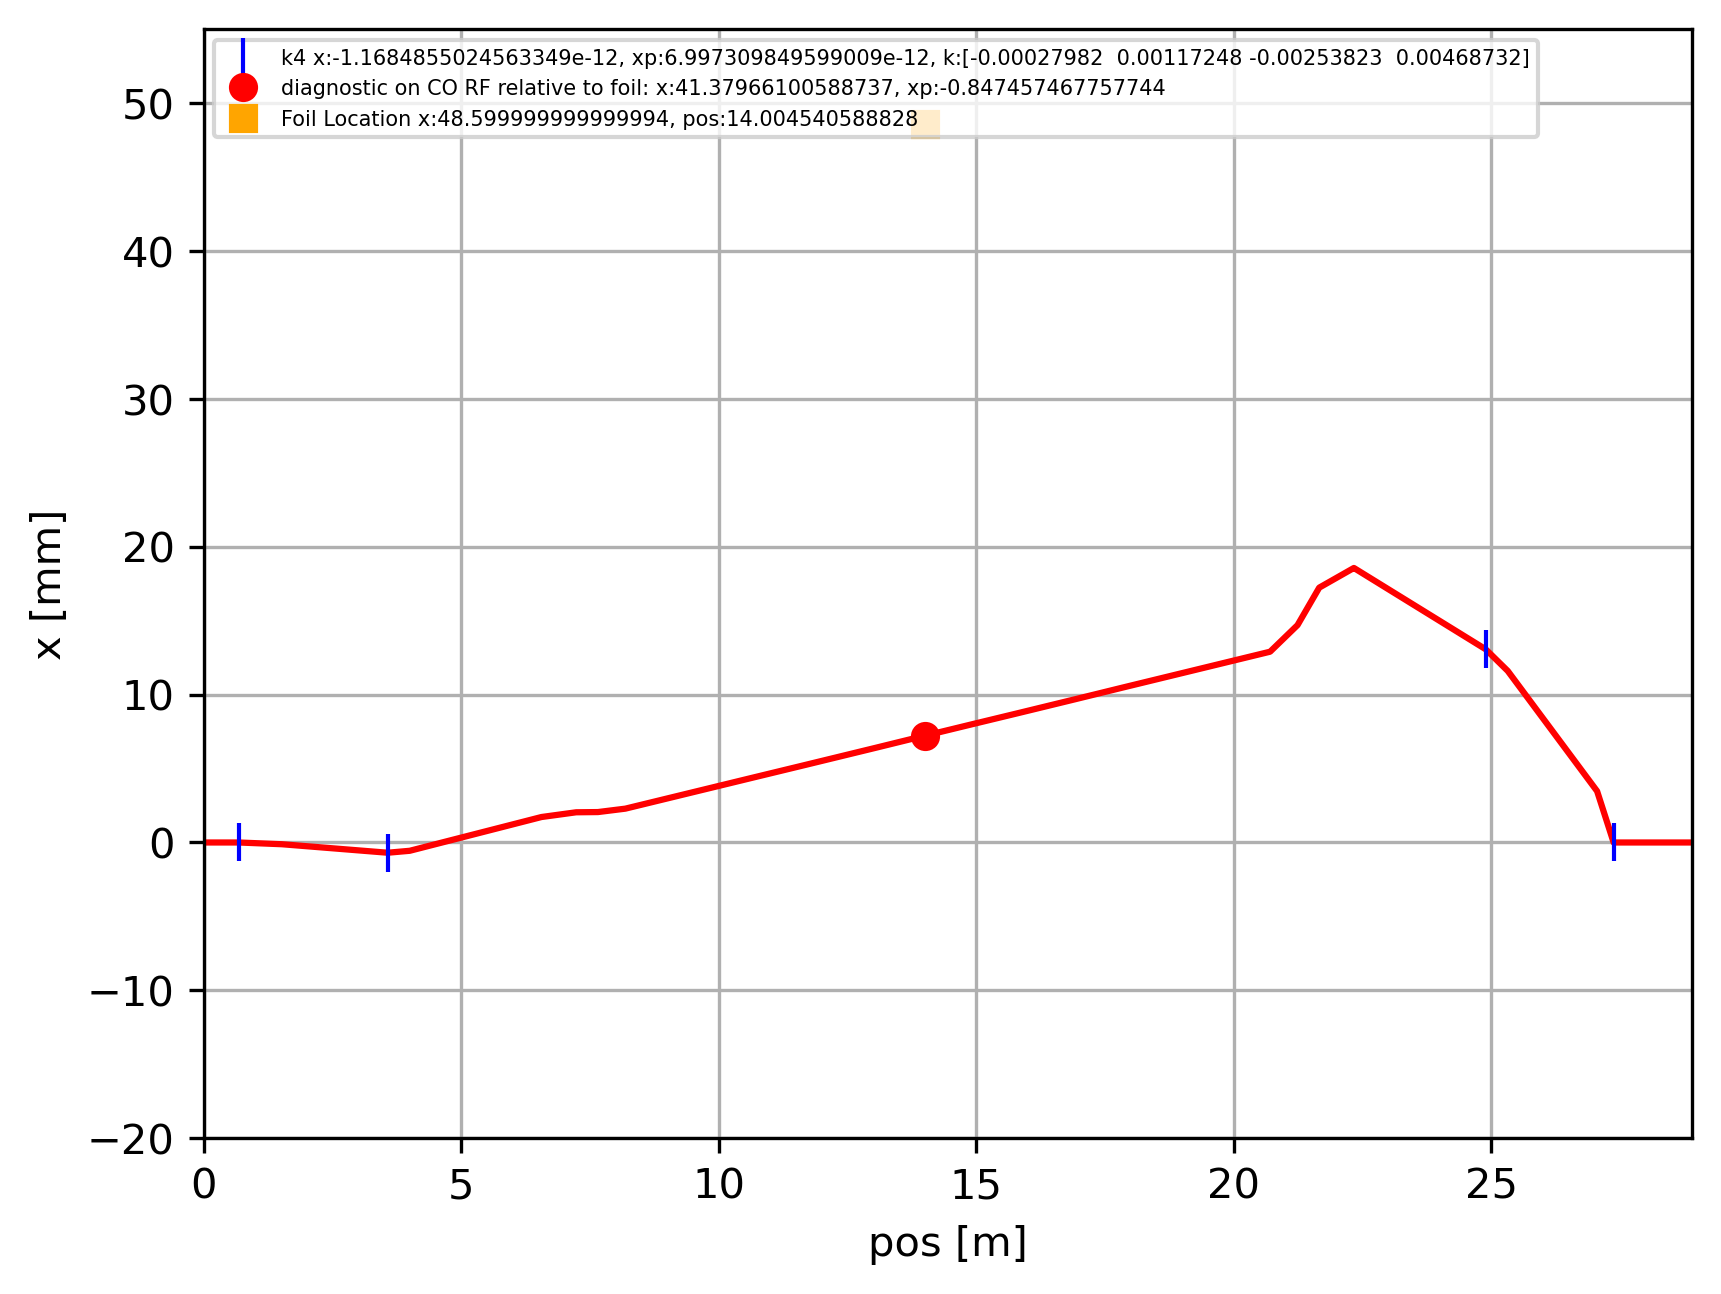 k4 x:-1.1684855024563349e-12, xp:6.997309849599009e-12, k:[-0.00027982  0.00117248 -0.00253823  0.00468732]
diagnostic on CO RF relative to foil: x:41.37966100588737, xp:-0.847457467757744
Foil Location x:48.599999999999994, pos:14.004540588828
50
40
30
20
10
0
−10
−20
x [mm]
0 5 10 15 20 25
pos [m]